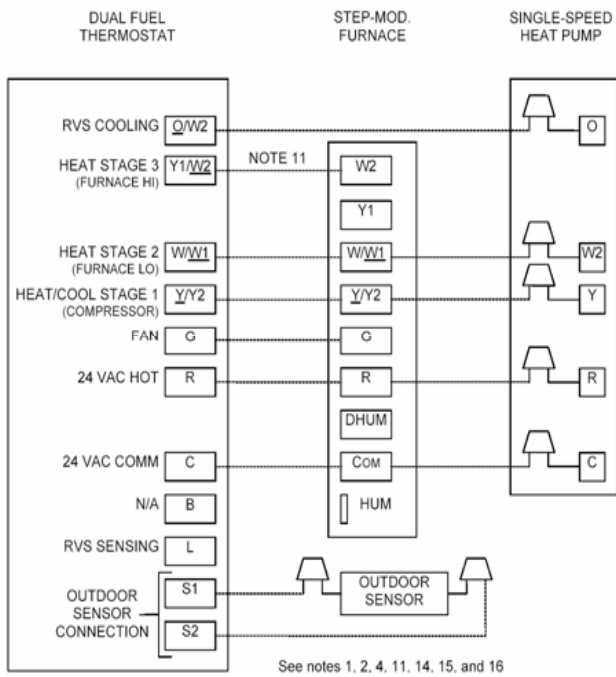 DUAL FUEL
THERMOSTAT
STEP-MOD.
FURNACE
SINGLE-SPEED
HEAT PUMP
RVS COOLING
O/W2
O
HEAT STAGE 3
(FURNACE HI)
Y1/W2
NOTE 11
W2
Y1
HEAT STAGE 2
(FURNACE LO)
W/W1
W/W1
W2
HEAT/COOL STAGE 1
(COMPRESSOR)
Y/Y2
Y/Y2
Y
FAN
G
G
24 VAC HOT
R
R
R
DHUM
24 VAC COMM
C
COM
C
N/A
B
HUM
RVS SENSING
L
OUTDOOR
SENSOR
CONNECTION
S1
OUTDOOR
SENSOR
S2
See notes 1, 2, 4, 11, 14, 15, and 16